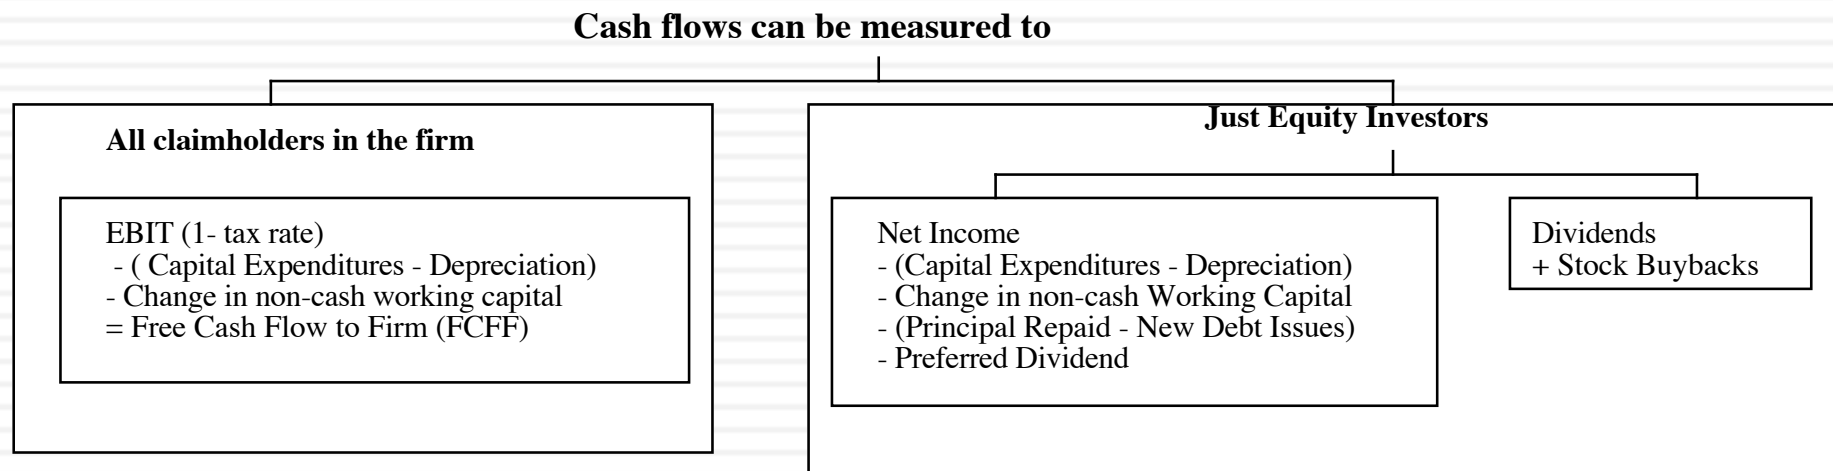 Cash flows can be measured to
All claimholders in the firm
EBIT (1- tax rate)
- ( Capital Expenditures - Depreciation)
- Change in non-cash working capital
= Free Cash Flow to Firm (FCFF)
Just Equity Investors
Net Income
- (Capital Expenditures - Depreciation)
- Change in non-cash Working Capital
- (Principal Repaid - New Debt Issues)
- Preferred Dividend
Dividends
+ Stock Buybacks